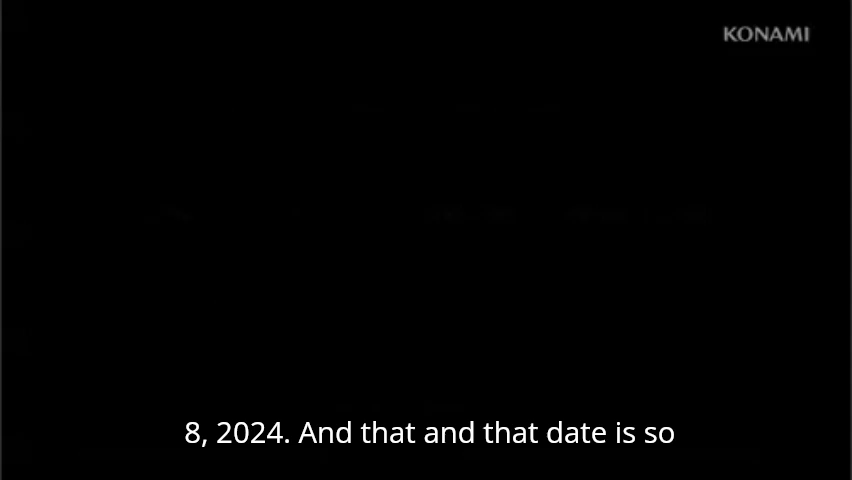 KONAMI
8, 2024. And that and that date is so